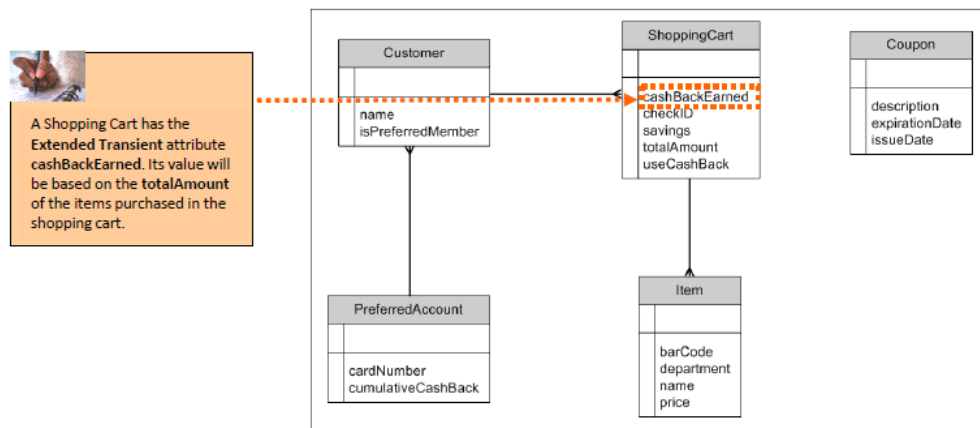 A Shopping Cart has the
Extended Transient attribute
cashBackEarned. Its value will
be based on the totalAmount
of the items purchased in the
shopping cart.
Customer
name
isPreferredMember
ShoppingCart
cashBackEarned
checkID
savings
totalAmount
useCashBack
Coupon
description
expirationDate
issueDate
PreferredAccount
cardNumber
cumulativeCashBack
Item
barCode
department
name
price